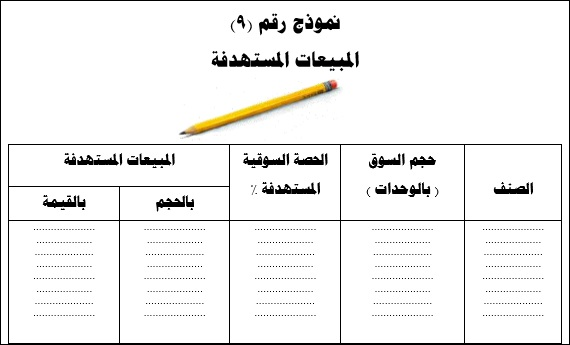 نموذج رقم (٩)
المبيعات المستهدفة
الصنف
حجم السوق
( بالوحدات )
الحصة السوقية
المستهدفة ٪
المبيعات المستهدفة
بالحجم
بالقيمة